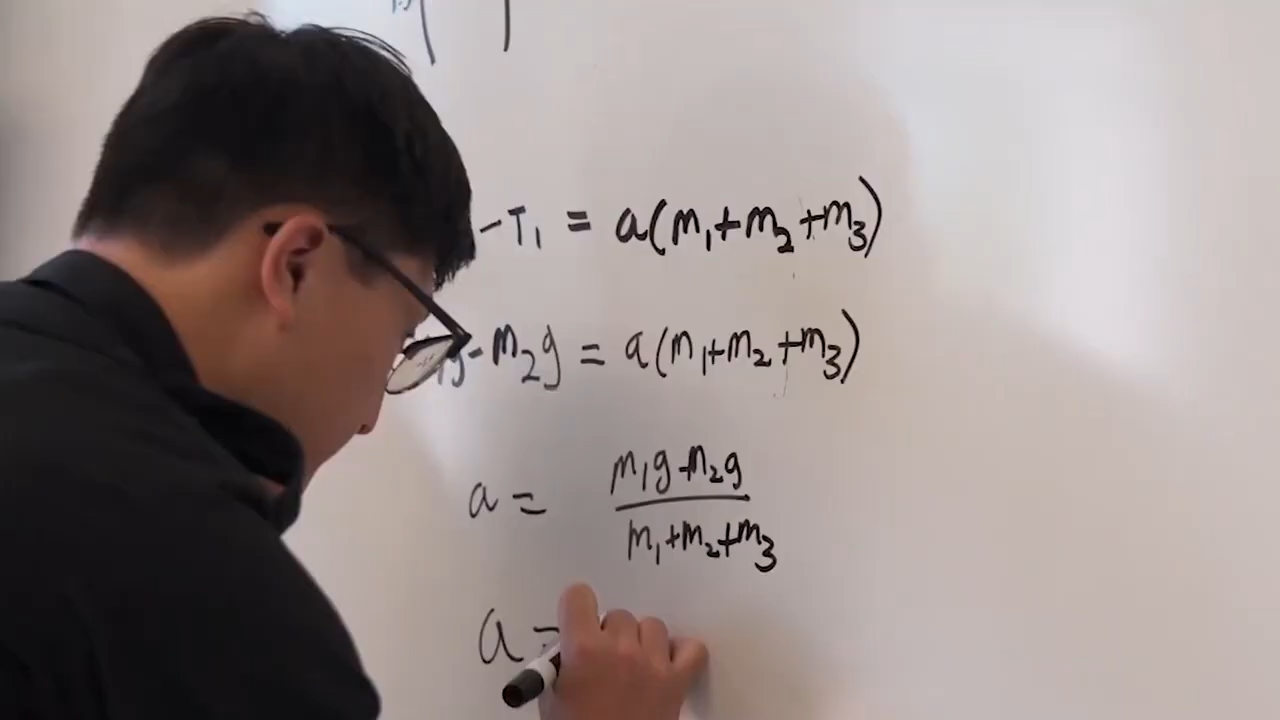 -T₁ = a(m₁+m₂+m₃)
g-m₂g = a(m₁+m₂+m₃)
a = (m₁g-m₂g)/(m₁+m₂+m₃)
a =